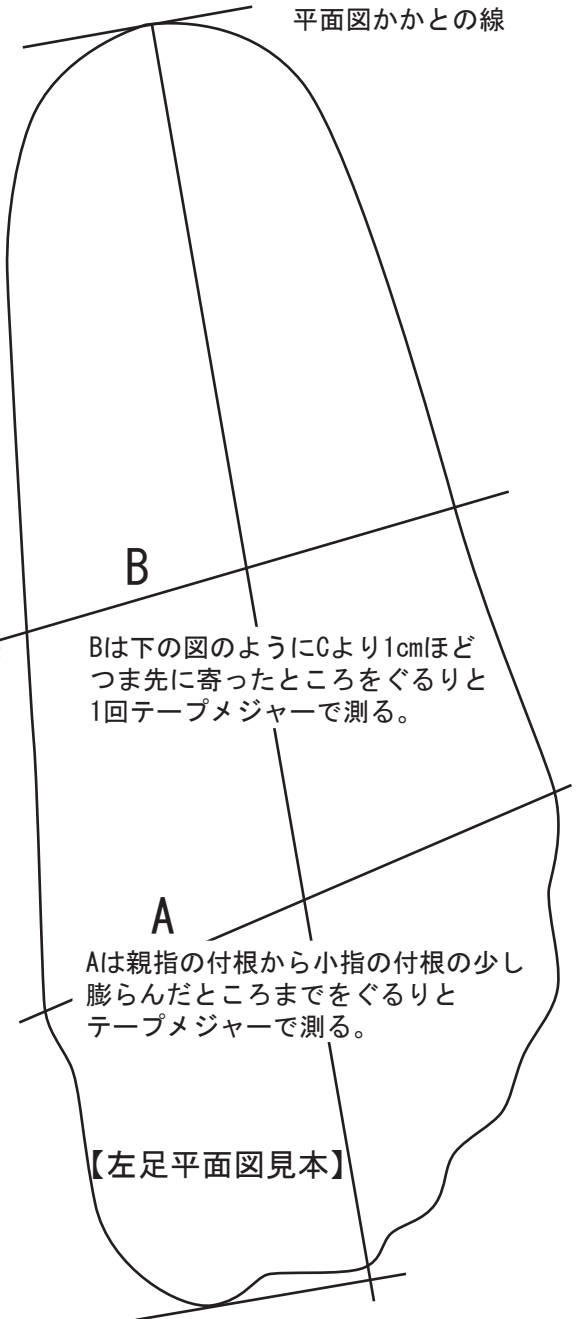 平面図かかとの線
B
Bは下の図のようにCより1cmほど
つま先に寄ったところをぐるりと
1回テープメジャーで測る。
A
Aは親指の付根から小指の付根の少し
膨らんだところまでをぐるりと
テープメジャーで測る。
【左足平面図見本】